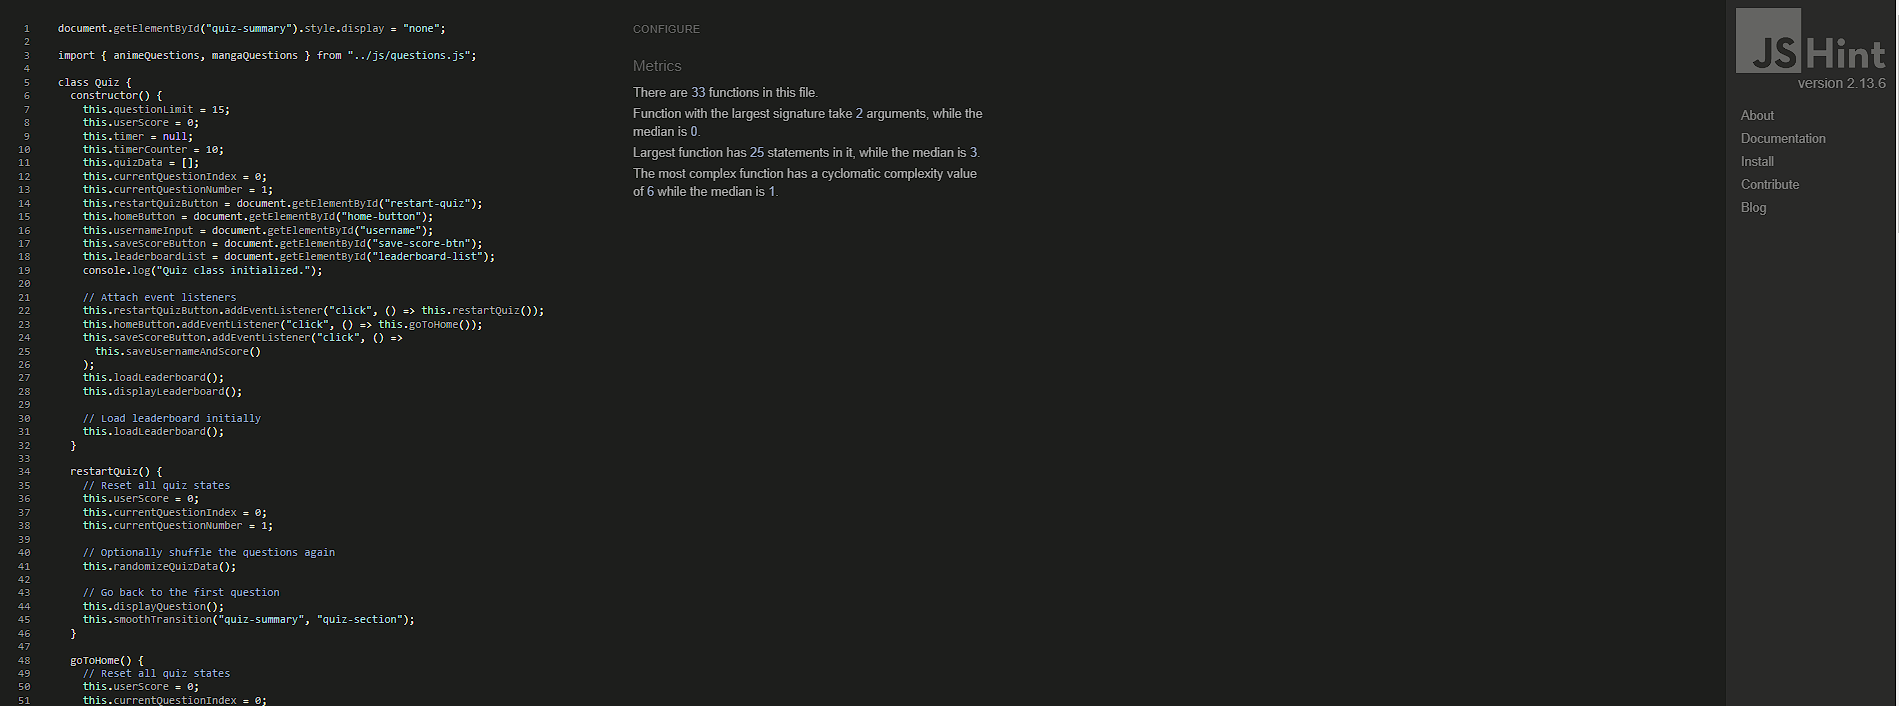 1 document.getElementById("quiz-summary").style.display = "none";
2
3 import { animeQuestions, mangaQuestions } from "../js/questions.js";
4
5 class Quiz {
6 constructor() {
7 this.questionLimit = 15;
8 this.userScore = 0;
9 this.timer = null;
10 this.timerCounter = 10;
11 this.quizData = [];
12 this.currentQuestionIndex = 0;
13 this.currentQuestionNumber = 1;
14 this.restartQuizButton = document.getElementById("restart-quiz");
15 this.homeButton = document.getElementById("home-button");
16 this.usernameInput = document.getElementById("username");
17 this.saveScoreButton = document.getElementById("save-score-btn");
18 this.leaderboardList = document.getElementById("leaderboard-list");
19 console.log("Quiz class initialized.");
20
21 // Attach event listeners
22 this.restartQuizButton.addEventListener("click", () => this.restartQuiz());
23 this.homeButton.addEventListener("click", () => this.goToHome());
24 this.saveScoreButton.addEventListener("click", () =>
25 this.saveUsernameAndScore()
26 );
27 this.loadLeaderboard();
28 this.displayLeaderboard();
29
30 // Load leaderboard initially
31 this.loadLeaderboard();
32 }
33
34 restartQuiz() {
35 // Reset all quiz states
36 this.userScore = 0;
37 this.currentQuestionIndex = 0;
38 this.currentQuestionNumber = 1;
39
40 // Optionally shuffle the questions again
41 this.randomizeQuizData();
42
43 // Go back to the first question
44 this.displayQuestion();
45 this.smoothTransition("quiz-summary", "quiz-section");
46 }
47
48 goToHome() {
49 // Reset all quiz states
50 this.userScore = 0;
51 this.currentQuestionIndex = 0;
CONFIGURE
Metrics
There are 33 functions in this file.
Function with the largest signature take 2 arguments, while the
median is 0.
Largest function has 25 statements in it, while the median is 3.
The most complex function has a cyclomatic complexity value
of 6 while the median is 1.
JSHint
version 2.13.6
About
Documentation
Install
Contribute
Blog